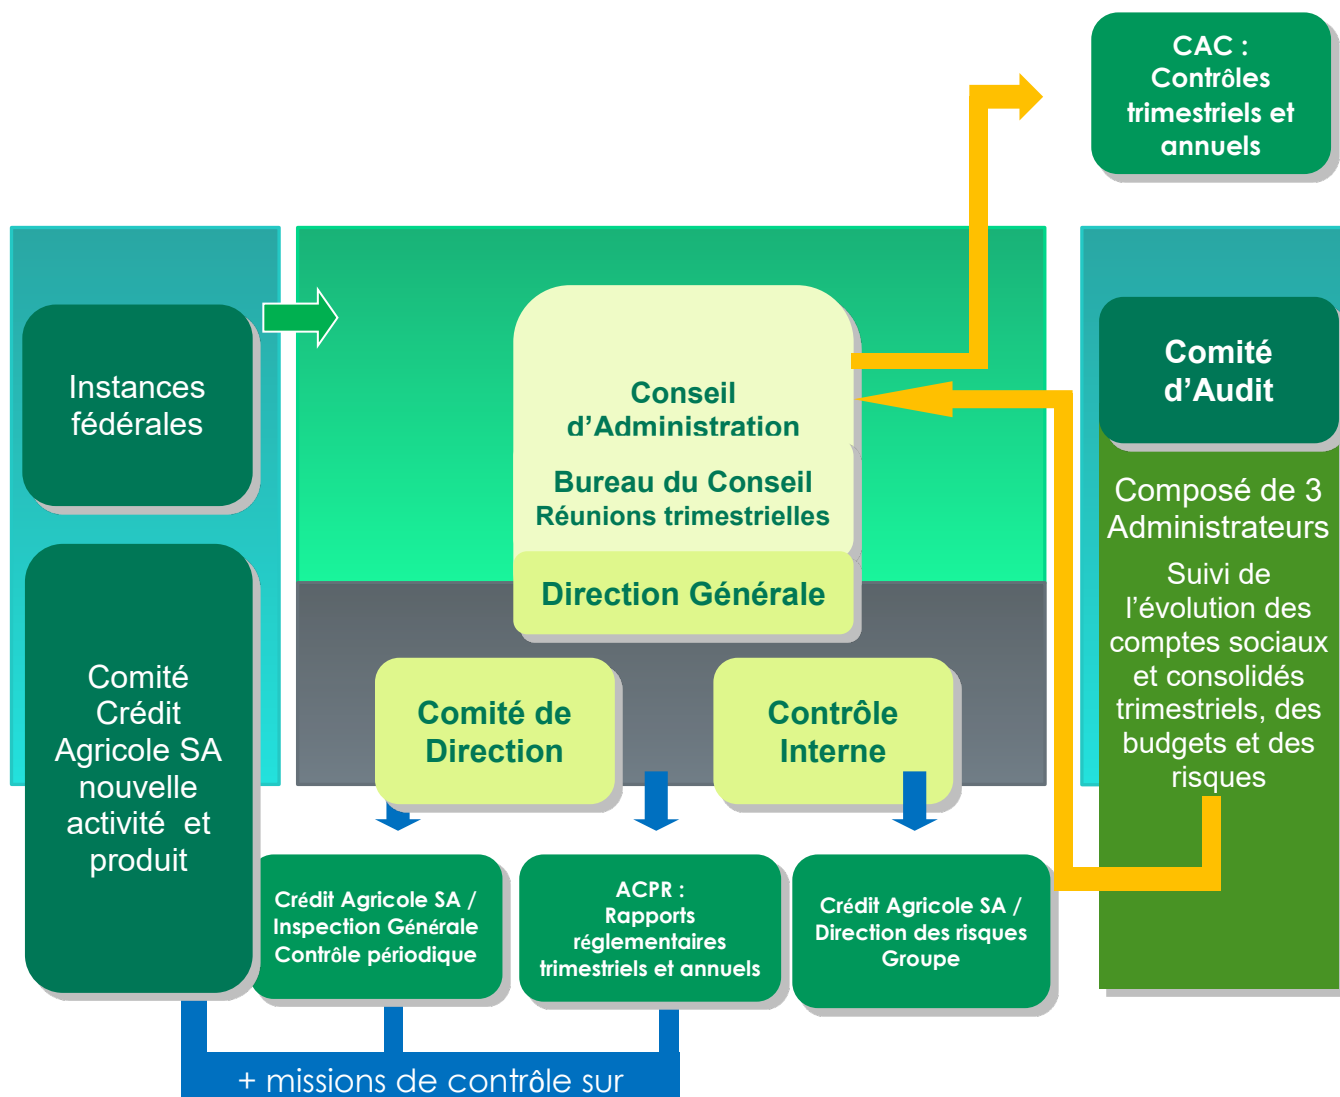 CAC :
Contrôles
trimestriels et
annuels
Instances
fédérales
Conseil
d’Administration
Bureau du Conseil
Réunions trimestrielles
Direction Générale
Comité de
Direction
Contrôle
Interne
Comité
d’Audit
Composé de 3
Administrateurs
Suivi de
l’évolution des
comptes sociaux
et consolidés
trimestriels, des
budgets et des
risques
Comité
Crédit
Agricole SA
nouvelle
activité et
produit
Crédit Agricole SA /
Inspection Générale
Contrôle périodique
ACPR :
Rapports
réglementaires
trimestriels et annuels
Crédit Agricole SA /
Direction des risques
Groupe
+ missions de contrôle sur